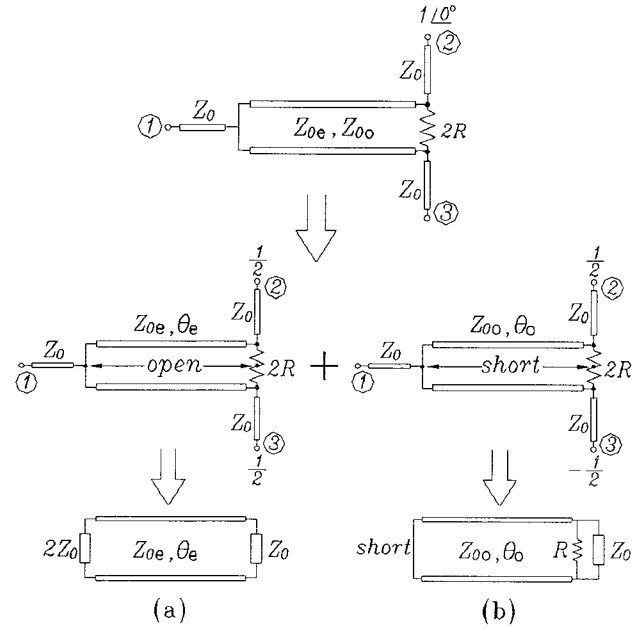 1∠0°
②
Z0
Z0
①
Z0e, Z0o
2R
Z0
③
1/2
②
Z0
Z0e, θe
Z0
①
open
2R
Z0
③
1/2
+
1/2
②
Z0
Z0o, θo
Z0
①
short
2R
Z0
③
-1/2
2Z0
Z0e, θe
Z0
short
Z0o, θo
R
Z0
(a)
(b)